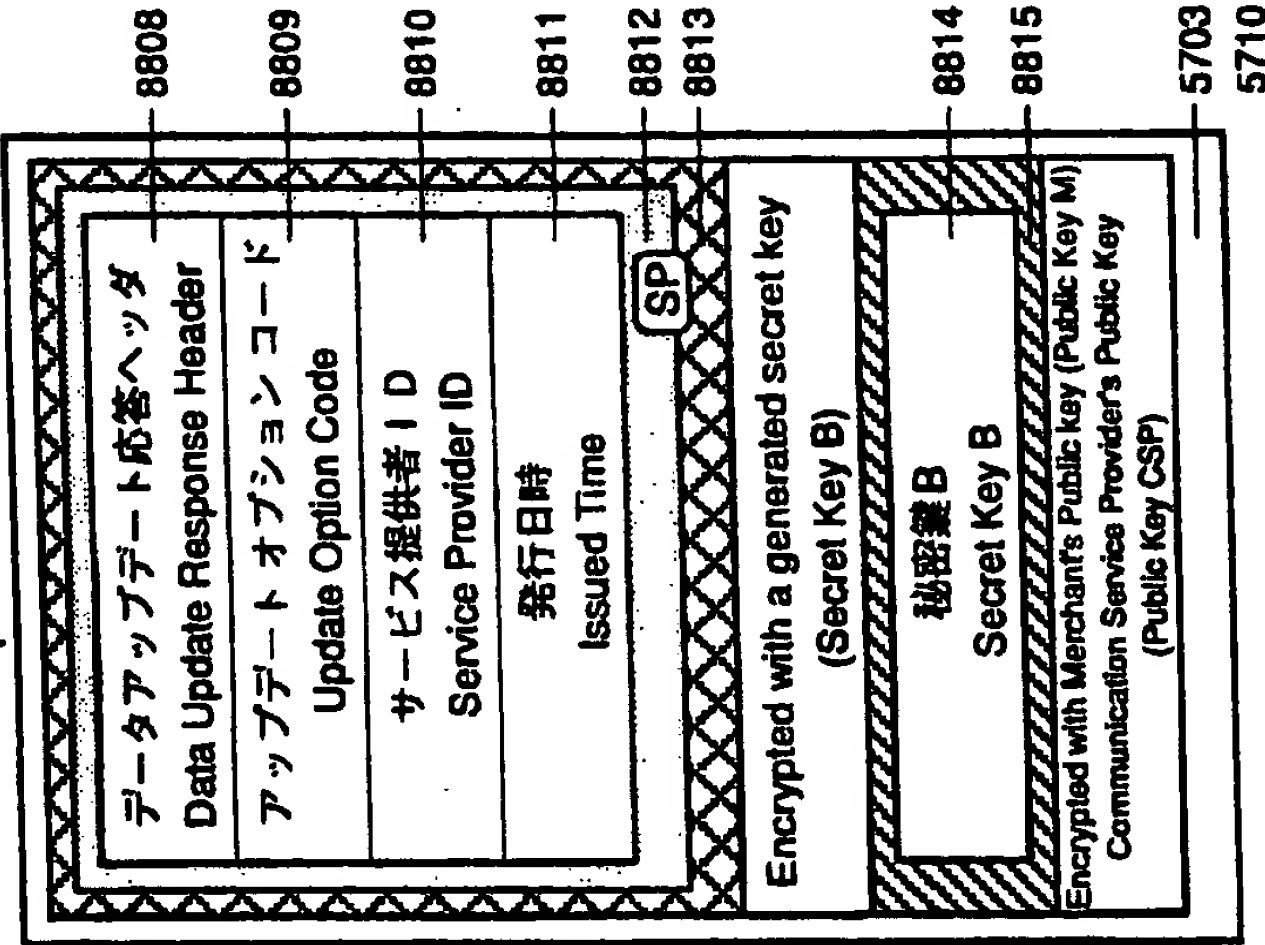 データアップデート応答ヘッダ
Data Update Response Header
8808
アップデートオプションコード
Update Option Code
8809
サービス提供者ID
Service Provider ID
8810
発行日時
Issued Time
8811
SP
8812
8813
Encrypted with a generated secret key
(Secret Key B)
秘密鍵B
Secret Key B
8814
8815
Encrypted with Merchant's Public key (Public Key M)
Communication Service Provider's Public Key
(Public Key CSP)
5703
5710